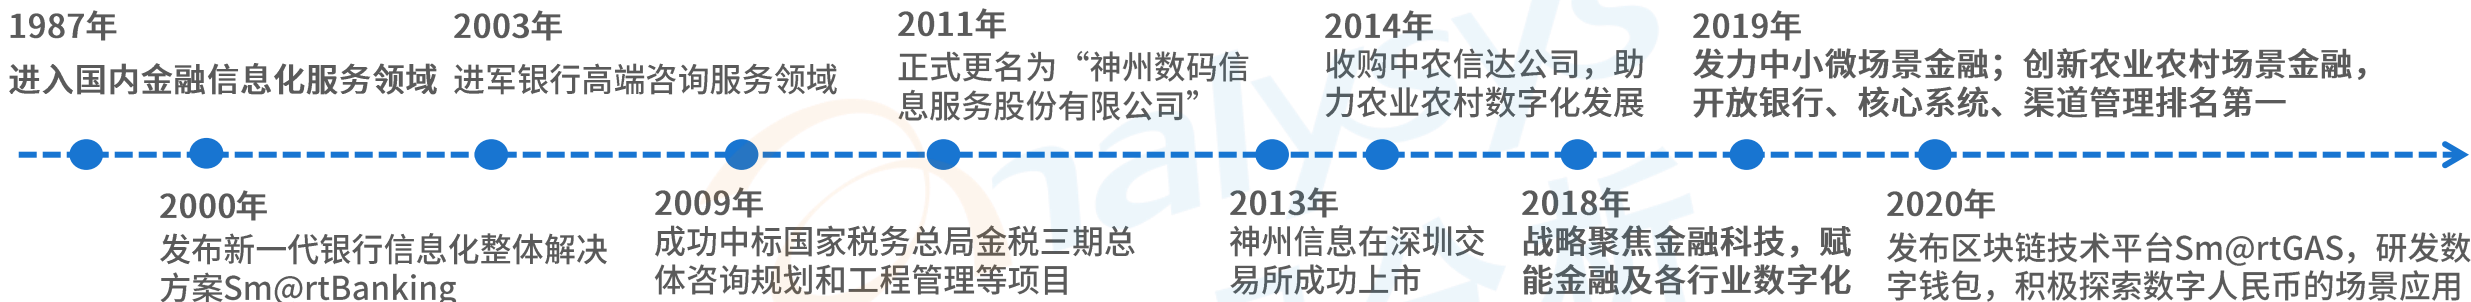 1987年
进入国内金融信息化服务领域
2003年
进军银行高端咨询服务领域
2011年
正式更名为“神州数码信
息服务股份有限公司”
2014年
收购中农信达公司，助
力农业农村数字化发展
2019年
发力中小微场景金融；创新农业农村场景金融，
开放银行、核心系统、渠道管理排名第一
2000年
发布新一代银行信息化整体解决
方案Sm@rtBanking
2009年
成功中标国家税务总局金税三期总
体咨询规划和工程管理等项目
2013年
神州信息在深圳交
易所成功上市
2018年
战略聚焦金融科技，赋
能金融及各行业数字化
2020年
发布区块链技术平台Sm@rtGAS，研发数
字钱包，积极探索数字人民币的场景应用
analysys